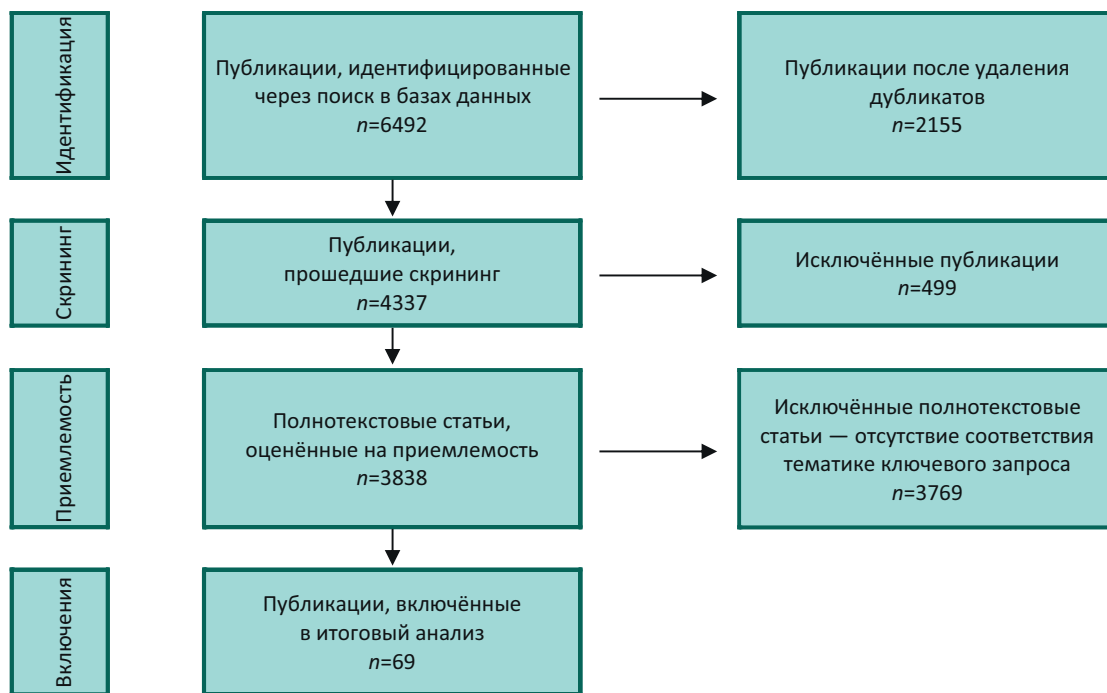 Идентификация
Публикации, идентифицированные
через поиск в базах данных
n=6492
Публикации после удаления
дубликатов
n=2155
Скрининг
Публикации,
прошедшие скрининг
n=4337
Исключённые публикации
n=499
Приемлемость
Полнотекстовые статьи,
оценённые на приемлемость
n=3838
Исключённые полнотекстовые
статьи — отсутствие соответствия
тематике ключевого запроса
n=3769
Включения
Публикации, включённые
в итоговый анализ
n=69